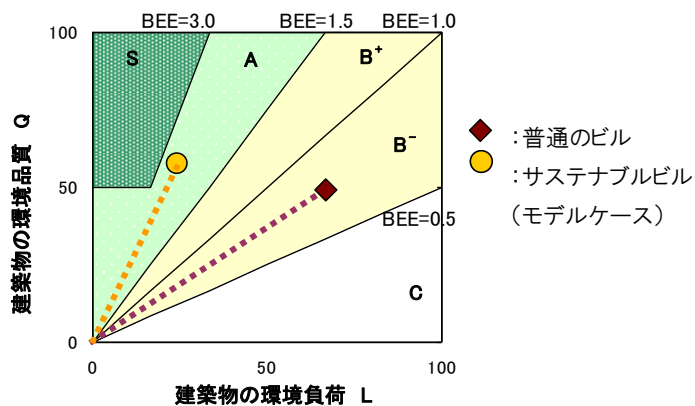 BEE=3.0
BEE=1.5
BEE=1.0
100
S
A
B+
B-
50
BEE=0.5
C
0
0
50
100
建築物の環境品質 Q
建築物の環境負荷 L
：普通のビル
：サステナブルビル
（モデルケース）